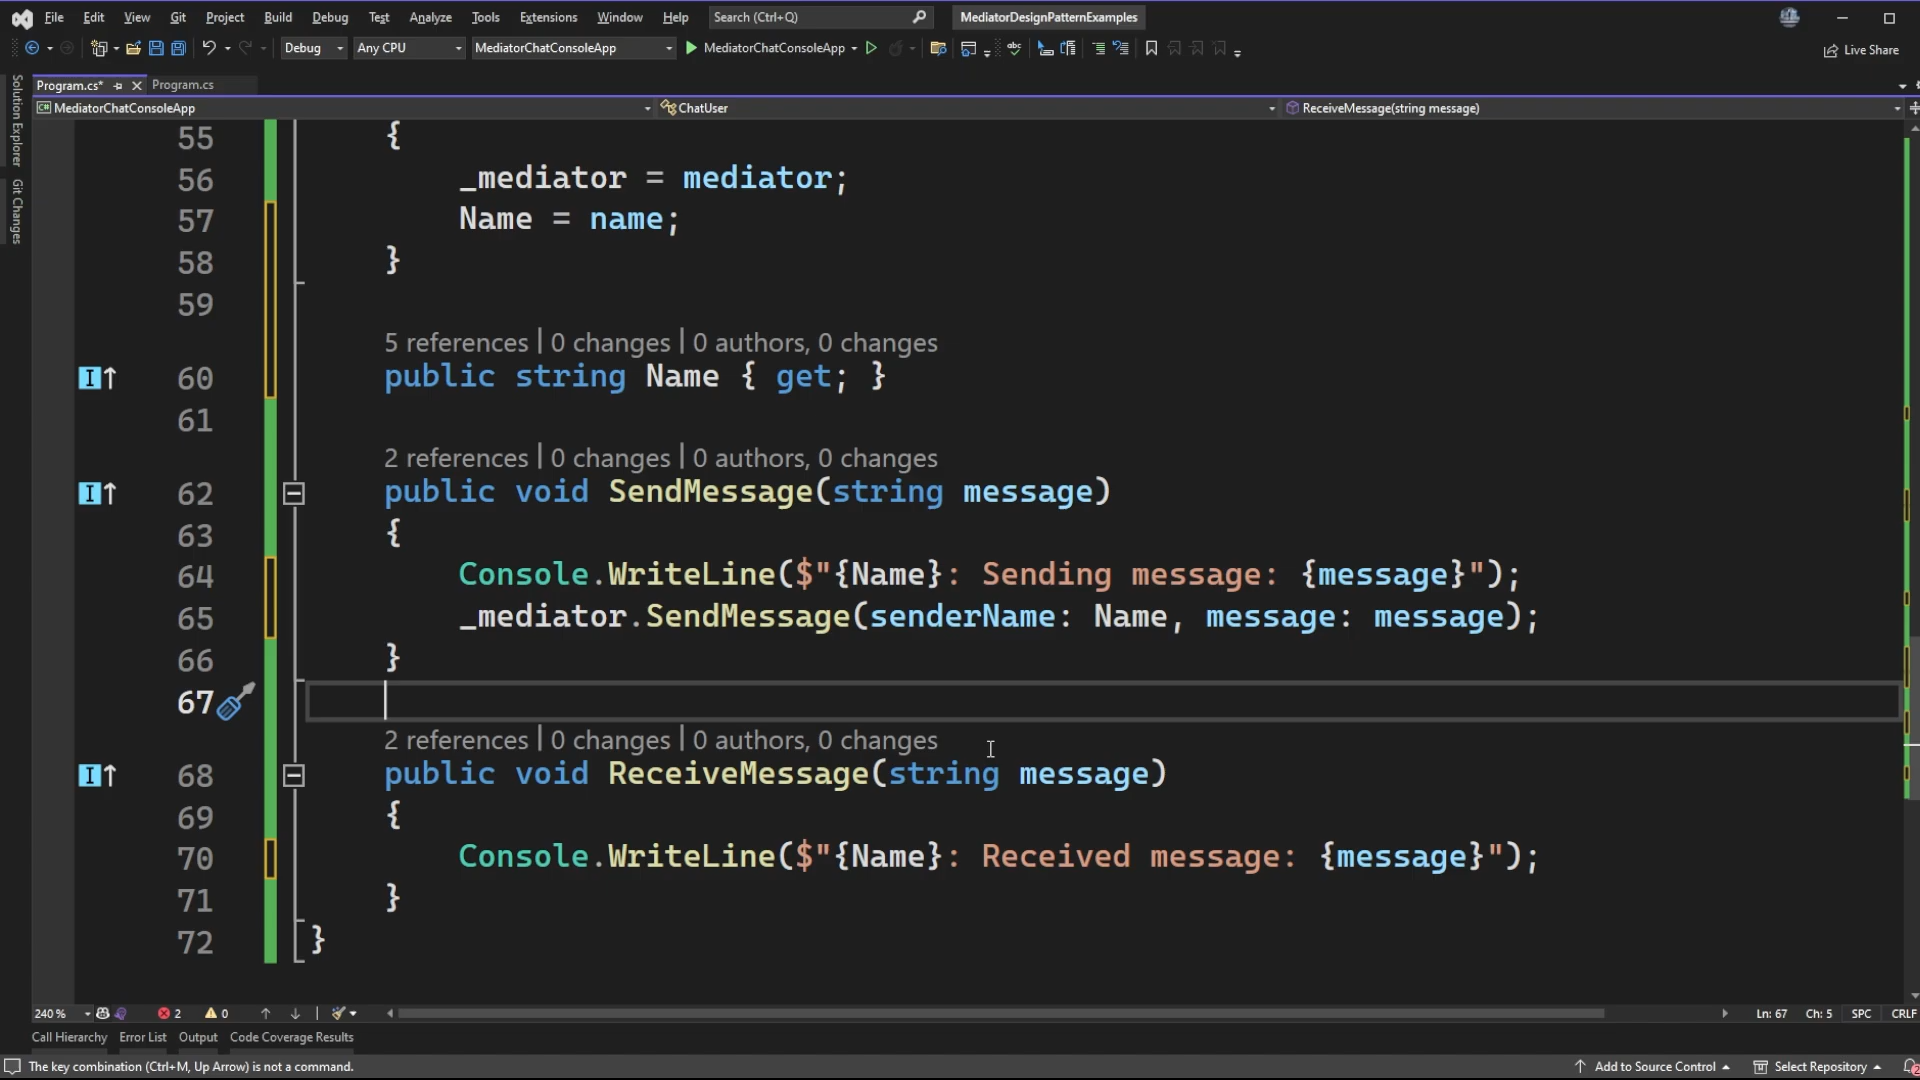 File Edit View Git Project Build Debug Test Analyze Tools Extensions Window Help Search (Ctrl+Q) MediatorDesignPatternExamples
Debug Any CPU MediatorChatConsoleApp MediatorChatConsoleApp Live Share
Program.cs* Program.cs
Solution Explorer
Git Changes
MediatorChatConsoleApp ChatUser ReceiveMessage(string message)
55 {
56 _mediator = mediator;
57 Name = name;
58 }
59
5 references | 0 changes | 0 authors, 0 changes
60 public string Name { get; }
61
2 references | 0 changes | 0 authors, 0 changes
62 public void SendMessage(string message)
63 {
64 Console.WriteLine($"{Name}: Sending message: {message}");
65 _mediator.SendMessage(senderName: Name, message: message);
66 }
67
2 references | 0 changes | 0 authors, 0 changes
68 public void ReceiveMessage(string message)
69 {
70 Console.WriteLine($"{Name}: Received message: {message}");
71 }
72 }
240 % 2 0 Ln: 67 Ch: 5 SPC CRLF
Call Hierarchy Error List Output Code Coverage Results
The key combination (Ctrl+M, Up Arrow) is not a command. Add to Source Control Select Repository 2